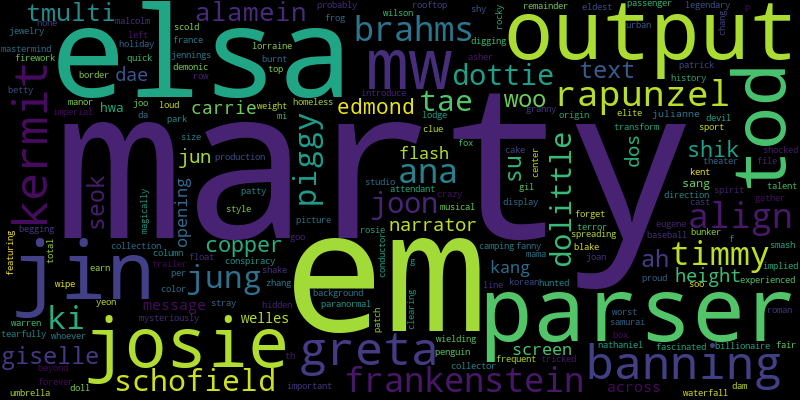 tmulti
malcolm
none
jewelry
left
holiday
mastermind
france
firework
quick
border
jennings
demonic
betty
kermit
manor
imperial
begging
elsa
probably
frog
alamein
scold
lorraine
burnt
top
row
dae
hwa
joo
loud
da
carrie
weight
mi
homeless
park
size
jun
production
seok
patty
style
magically
opening
picture
piggy
brahms
wilson
rooftop
shy
rocky
digging
mw
dottie
asher
introduce
edmond
tae
woo
granny
lodge
clue
fox
flash
cake
center
ana
su
gil
studio
attendant
crazy
display
joon
musical
rosie
narrator
conductor
output
remainder
eldest
legendary
chang
p
passenger
urban
text
patrick
history
rapunzel
julianne
elite
devil
origin
transform
sport
tod
dos
shik
theater
shocked
file
kent
sang
spirit
talent
direction
gather
cast
dolittle
forget
terror
eugene
spreading
baseball
blake
joan
align
bunker
f
timmy
smash
implied
marty
em
parser
jin
featuring
total
wipe
collection
column
earn
per
color
copper
jung
float
conspiracy
zhang
shake
goo
ki
yeon
message
trailer
stray
hidden
mysteriously
background
paranormal
warren
tearfully
whoever
josie
welles
giselle
beyond
forever
doll
umbrella
schofield
th
important
greta
patch
clearing
camping
fanny
mama
kang
korean
hunted
line
wielding
penguin
screen
frequent
tricked
collector
frankenstein
across
ah
height
proud
soo
experienced
worst
samurai
box
roman
nathaniel
fascinated
billionaire
fair
banning
waterfall
dam